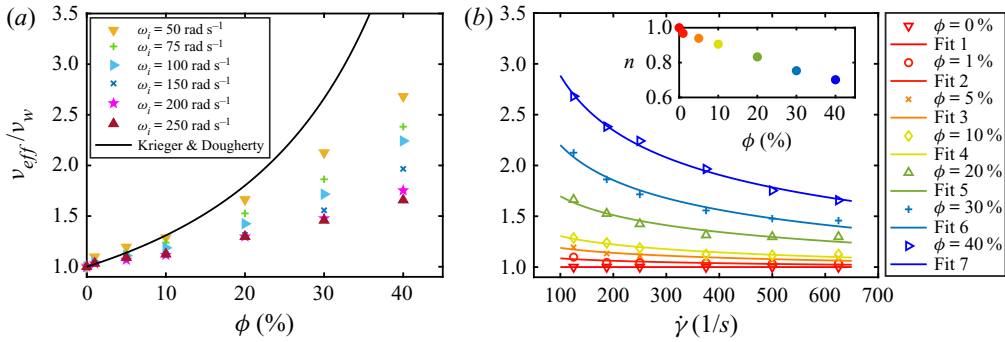 (a)
4.0
3.5
3.0
2.5
2.0
1.5
1.0
ν_eff/ν_w
0 10 20 30 40
ϕ (%)
ω_i = 50 rad s⁻¹
ω_i = 75 rad s⁻¹
ω_i = 100 rad s⁻¹
ω_i = 150 rad s⁻¹
ω_i = 200 rad s⁻¹
ω_i = 250 rad s⁻¹
Krieger & Dougherty
(b)
3.5
3.0
2.5
2.0
1.5
1.0
100 200 300 400 500 600 700
γ̇ (1/s)
1.0
0.8
0.6
n
0 10 20 30 40
ϕ (%)
ϕ = 0 %
Fit 1
ϕ = 1 %
Fit 2
ϕ = 5 %
Fit 3
ϕ = 10 %
Fit 4
ϕ = 20 %
Fit 5
ϕ = 30 %
Fit 6
ϕ = 40 %
Fit 7